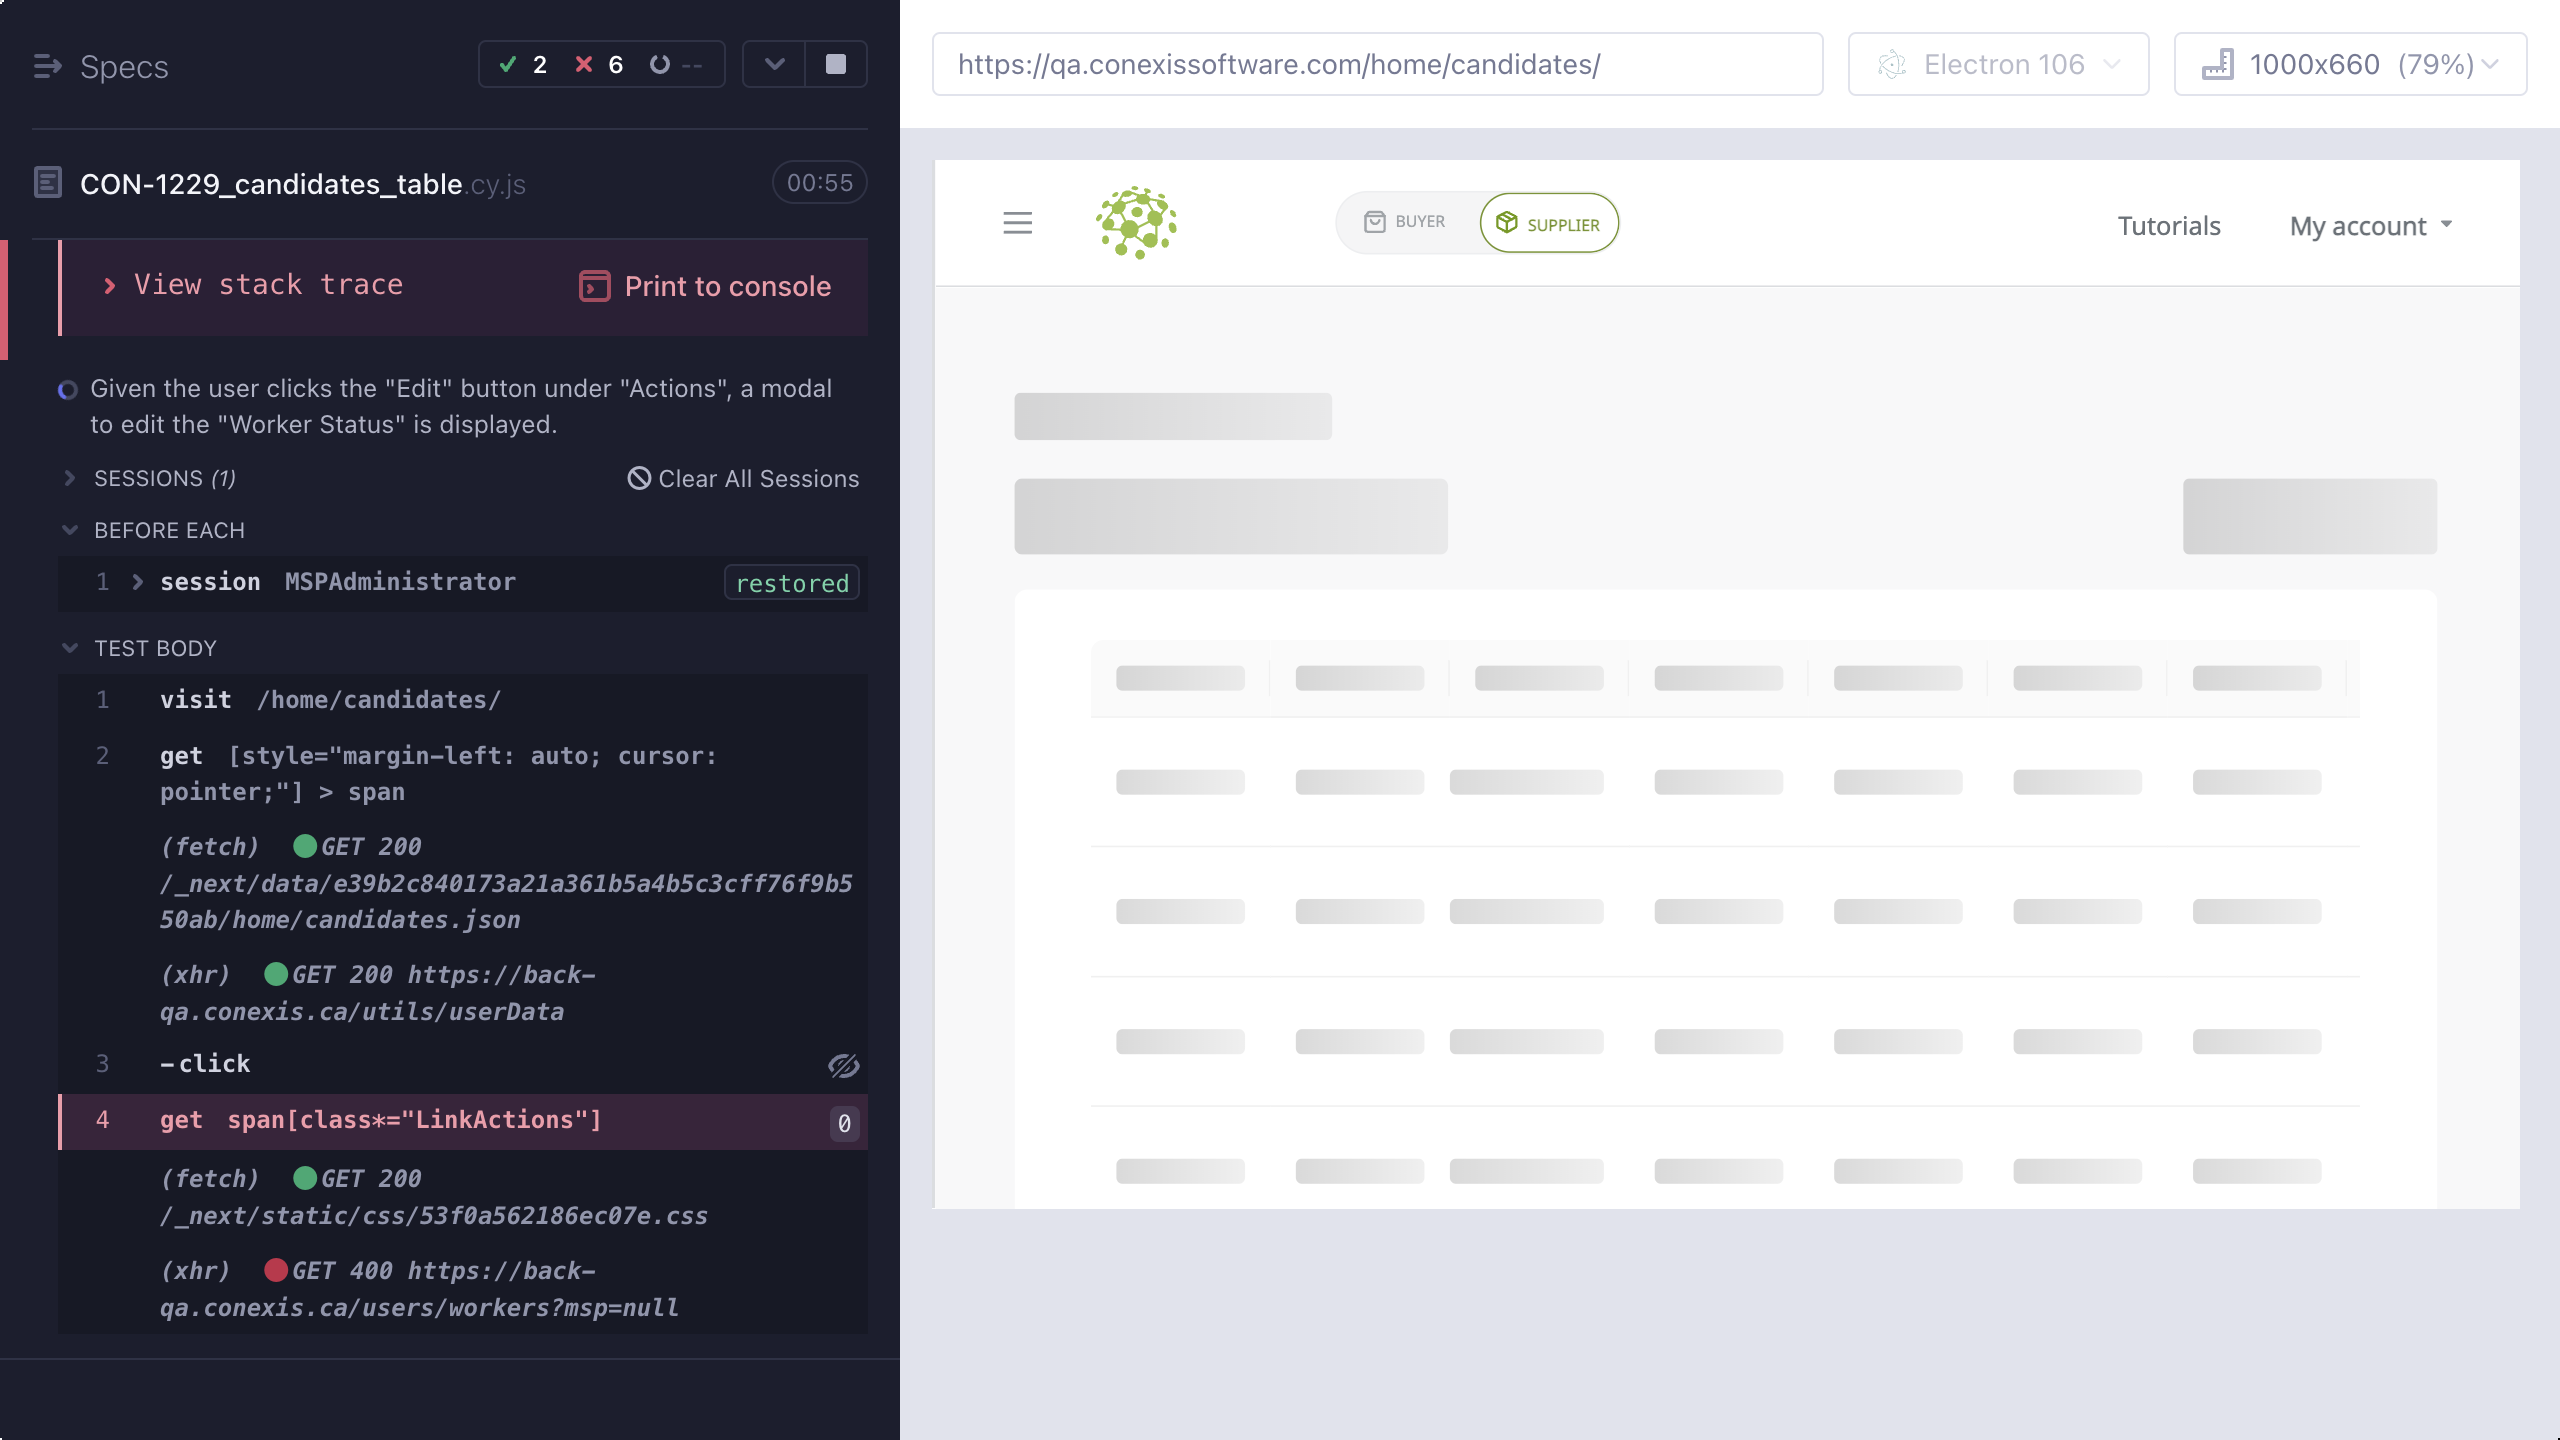 Specs
2
6
--
https://qa.conexissoftware.com/home/candidates/
Electron 106
1000x660 (79%)
CON-1229_candidates_table.cy.js
00:55
View stack trace
Print to console
Given the user clicks the "Edit" button under "Actions", a modal
to edit the "Worker Status" is displayed.
SESSIONS (1)
Clear All Sessions
BEFORE EACH
1 session MSPAdministrator restored
TEST BODY
1 visit /home/candidates/
2 get [style="margin-left: auto; cursor:
pointer;"] > span
(fetch) GET 200
/_next/data/e39b2c840173a21a361b5a4b5c3cff76f9b5
50ab/home/candidates.json
(xhr) GET 200 https://back-
qa.conexis.ca/utils/userData
3 -click
4 get span[class*="LinkActions"] 0
(fetch) GET 200
/_next/static/css/53f0a562186ec07e.css
(xhr) GET 400 https://back-
qa.conexis.ca/users/workers?msp=null
BUYER
SUPPLIER
Tutorials
My account